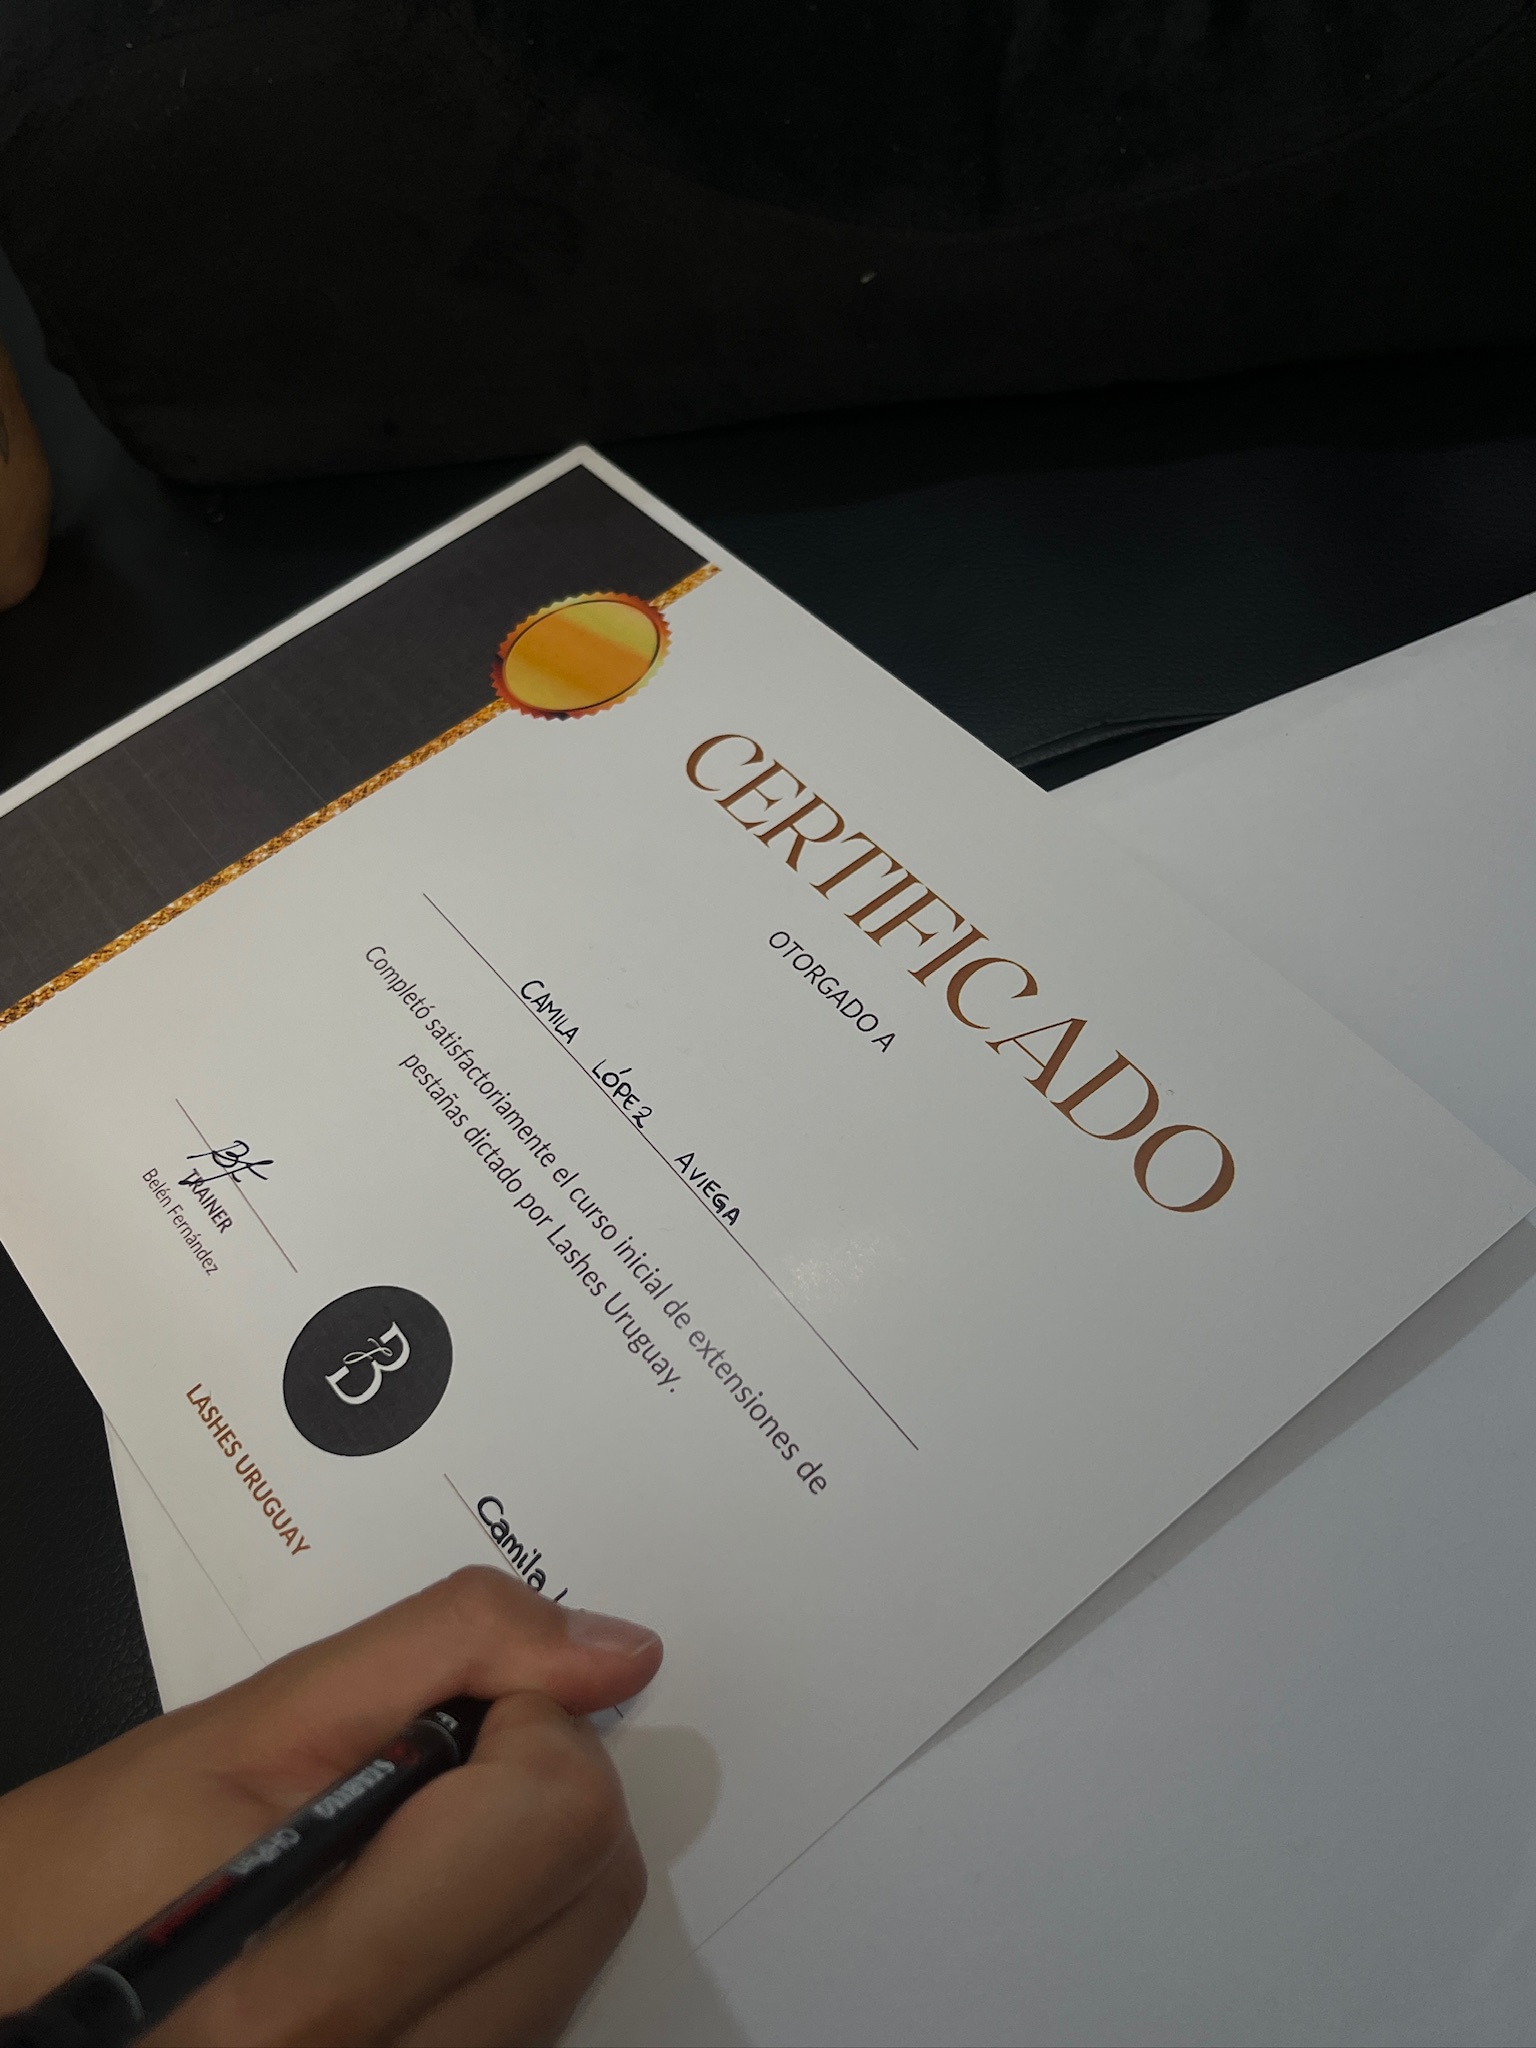 CERTIFICADO
OTORGADO A
CAMILA LÓPEZ AVIEGA
Completó satisfactoriamente el curso inicial de extensiones de
pestañas dictado por Lashes Uruguay.
Bf
TRAINER
Belén Fernández
B
LASHES URUGUAY
Camila